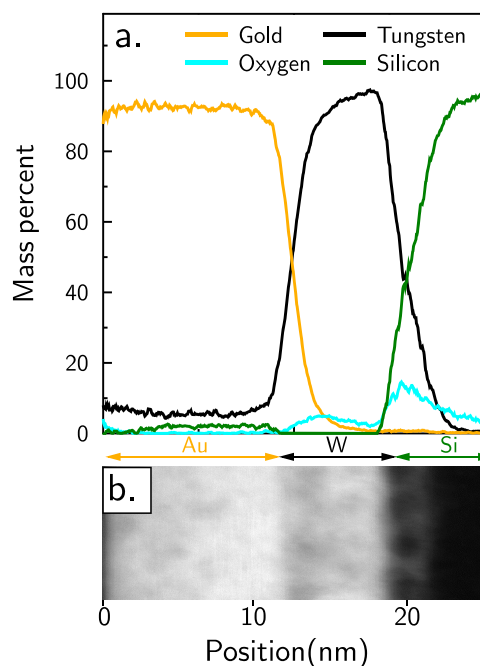 a.
Gold
Tungsten
Oxygen
Silicon
100
80
60
40
20
0
Mass percent
Au
W
Si
b.
0
10
20
Position(nm)